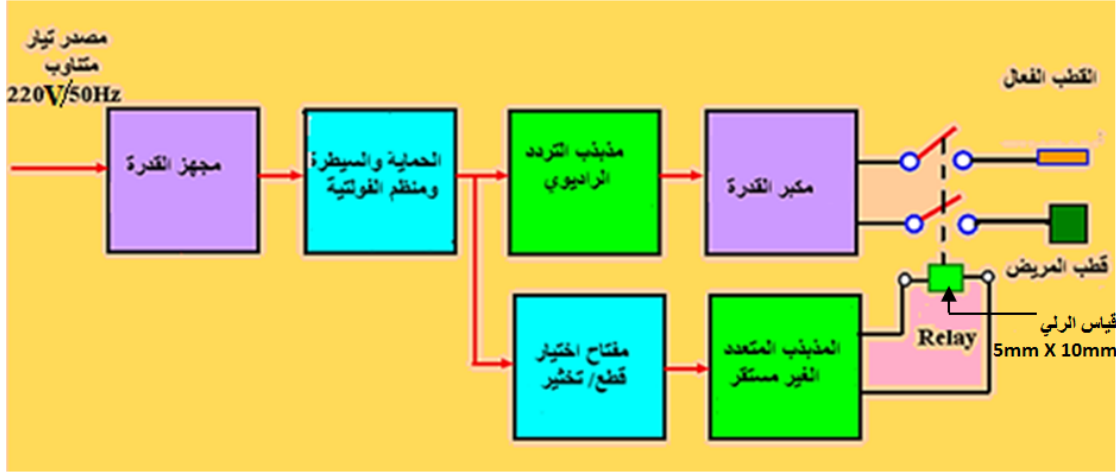 مصدر تيار
متناوب
220V/50Hz
القطب الفعال
مجهز القدرة
الحماية والسيطرة
ومنظم الفولتية
مذبذب التردد
الراديوي
مكبر القدرة
قطب المريض
مفتاح اختيار
قطع/ تخثير
المذبذب المتعدد
الغير مستقر
Relay
قياس الرلي
5mm X 10mm